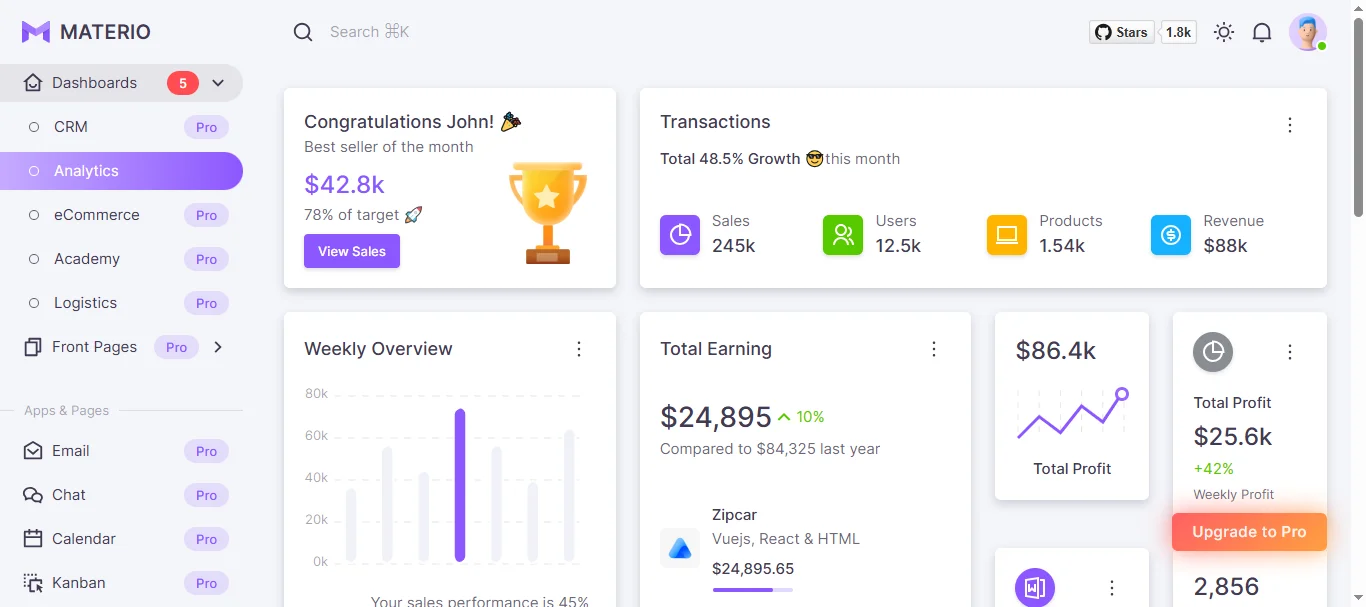 MATERIO
Search ⌘K
Stars
1.8k
Dashboards
5
CRM
Pro
Analytics
eCommerce
Pro
Academy
Pro
Logistics
Pro
Front Pages
Pro
Apps & Pages
Email
Pro
Chat
Pro
Calendar
Pro
Kanban
Pro
Congratulations John! 🎉
Best seller of the month
$42.8k
78% of target 🚀
View Sales
Transactions
Total 48.5% Growth 😎 this month
Sales
245k
Users
12.5k
Products
1.54k
Revenue
$88k
Weekly Overview
80k
60k
40k
20k
0k
Your sales performance is 45%
Total Earning
$24,895
10%
Compared to $84,325 last year
Zipcar
Vuejs, React & HTML
$24,895.65
$86.4k
Total Profit
Total Profit
$25.6k
+42%
Weekly Profit
Upgrade to Pro
2,856